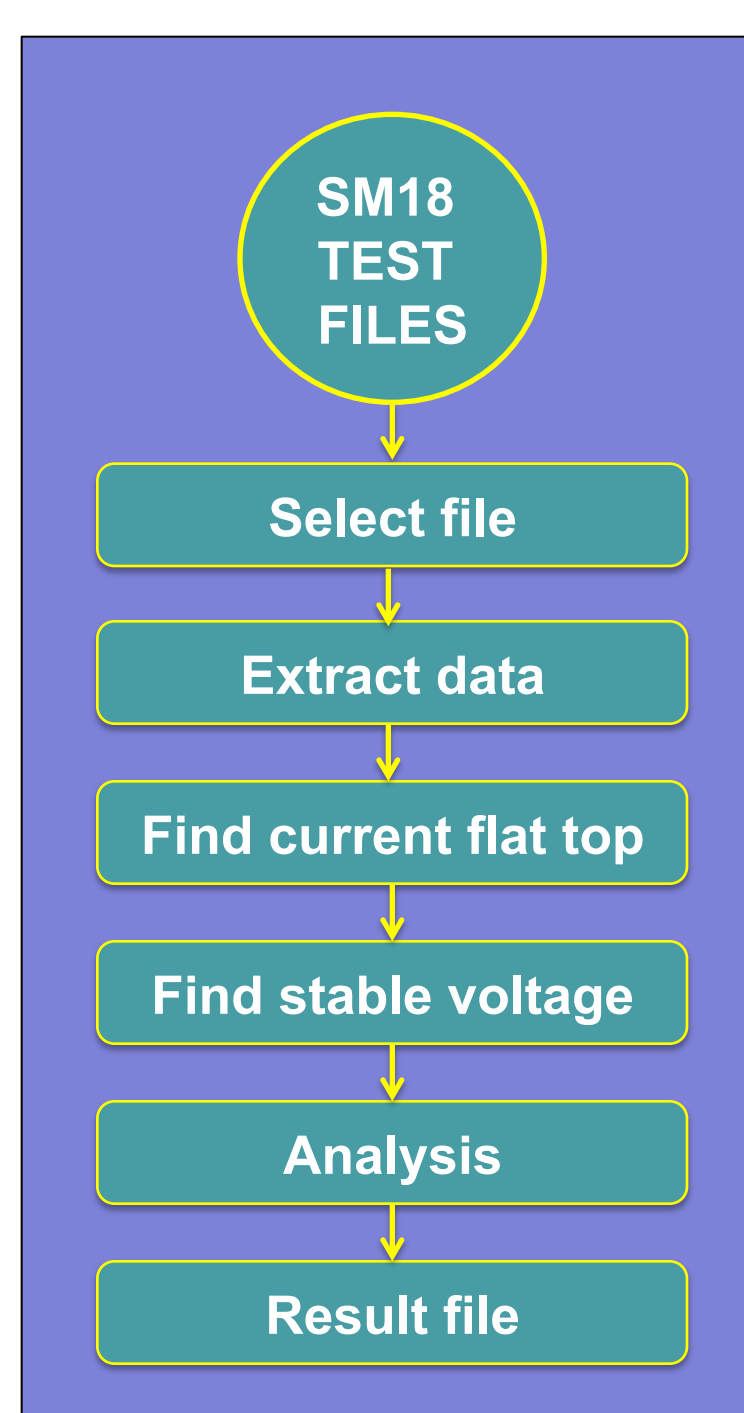 SM18
TEST
FILES
Select file
Extract data
Find current flat top
Find stable voltage
Analysis
Result file